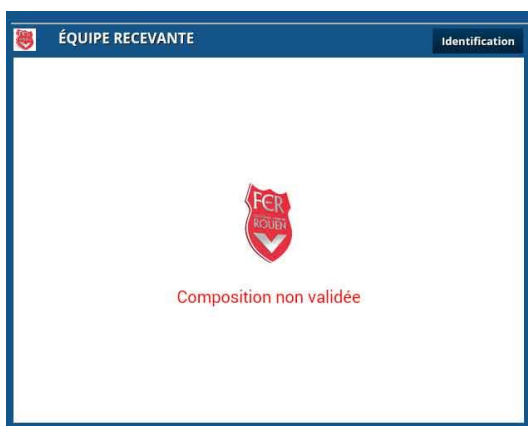 ÉQUIPE RECEVANTE
Identification
FCR
ROUEN
Composition non validée